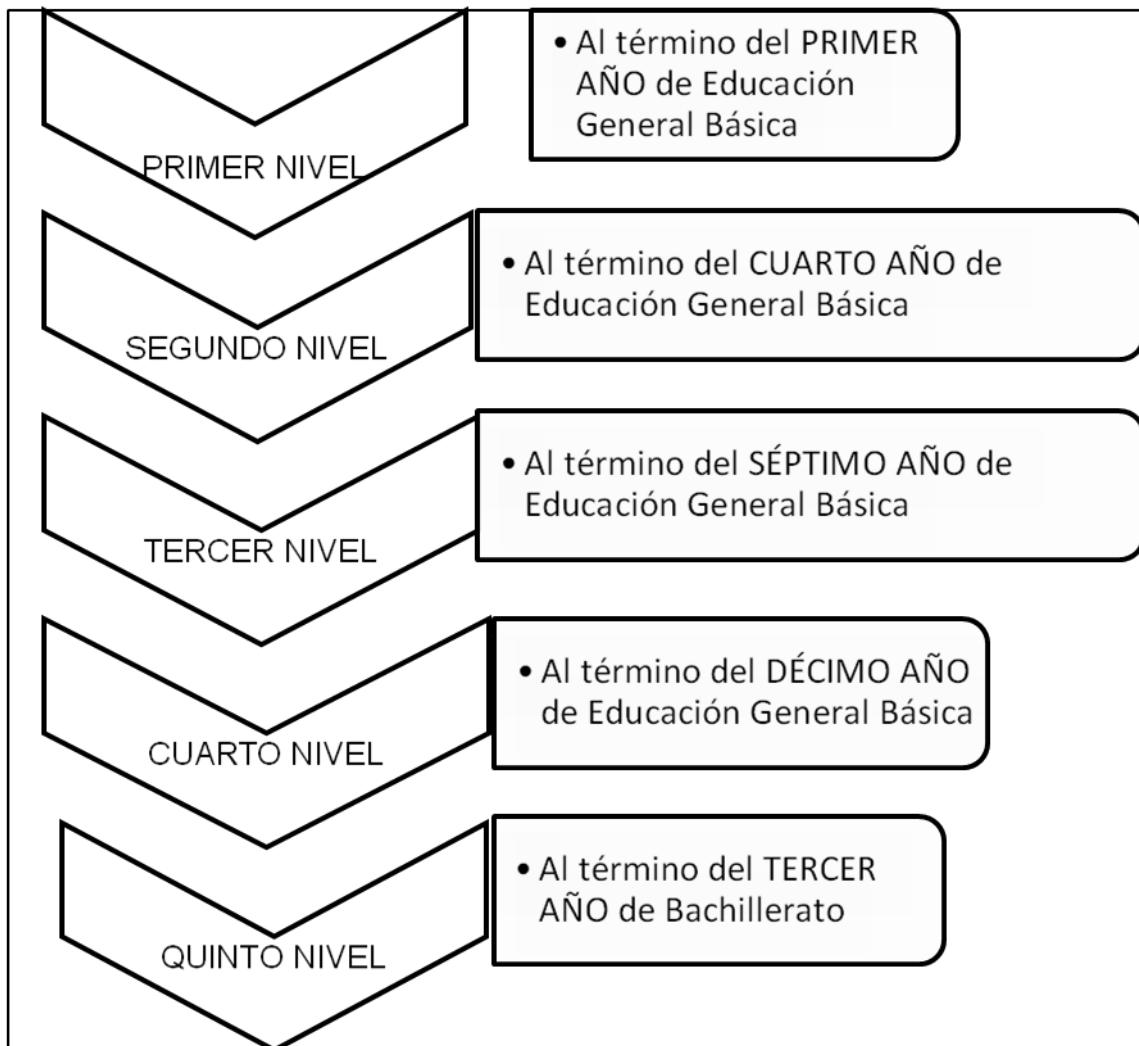 • Al término del PRIMER
AÑO de Educación
General Básica
PRIMER NIVEL
• Al término del CUARTO AÑO de
Educación General Básica
SEGUNDO NIVEL
• Al término del SÉPTIMO AÑO de
Educación General Básica
TERCER NIVEL
• Al término del DÉCIMO AÑO
de Educación General Básica
CUARTO NIVEL
• Al término del TERCER
AÑO de Bachillerato
QUINTO NIVEL